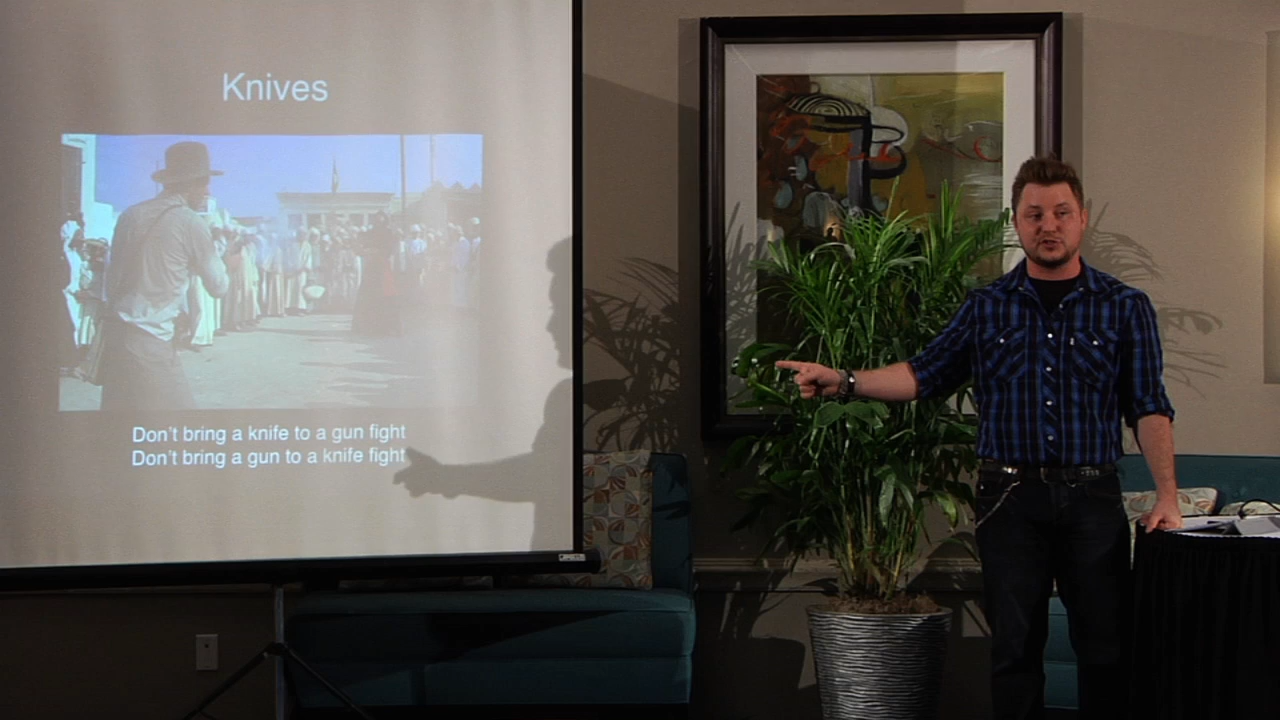 Knives
Don't bring a knife to a gun fight
Don't bring a gun to a knife fight